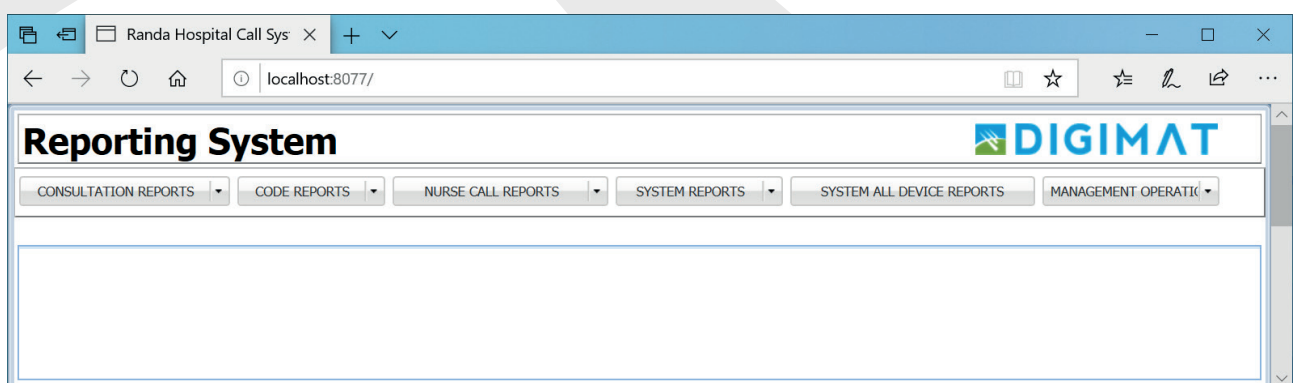 Randa Hospital Call Sys
localhost:8077/
Reporting System
DIGIMAT
CONSULTATION REPORTS CODE REPORTS NURSE CALL REPORTS SYSTEM REPORTS SYSTEM ALL DEVICE REPORTS MANAGEMENT OPERATI